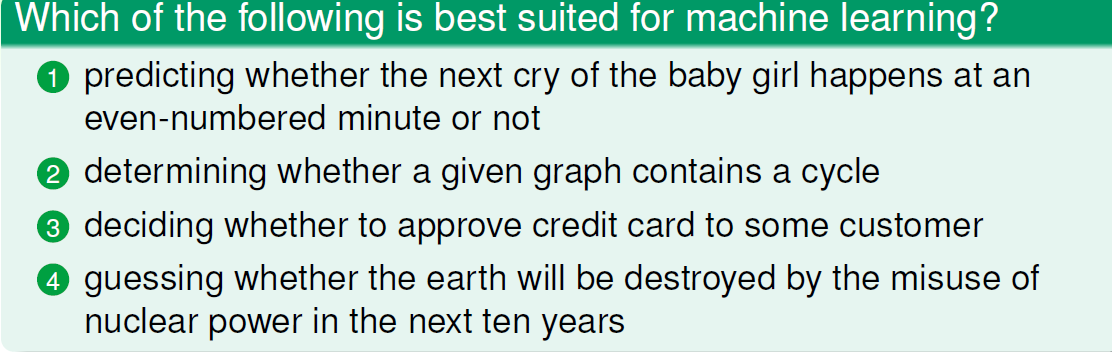 Which of the following is best suited for machine learning?
1 predicting whether the next cry of the baby girl happens at an
even-numbered minute or not
2 determining whether a given graph contains a cycle
3 deciding whether to approve credit card to some customer
4 guessing whether the earth will be destroyed by the misuse of
nuclear power in the next ten years